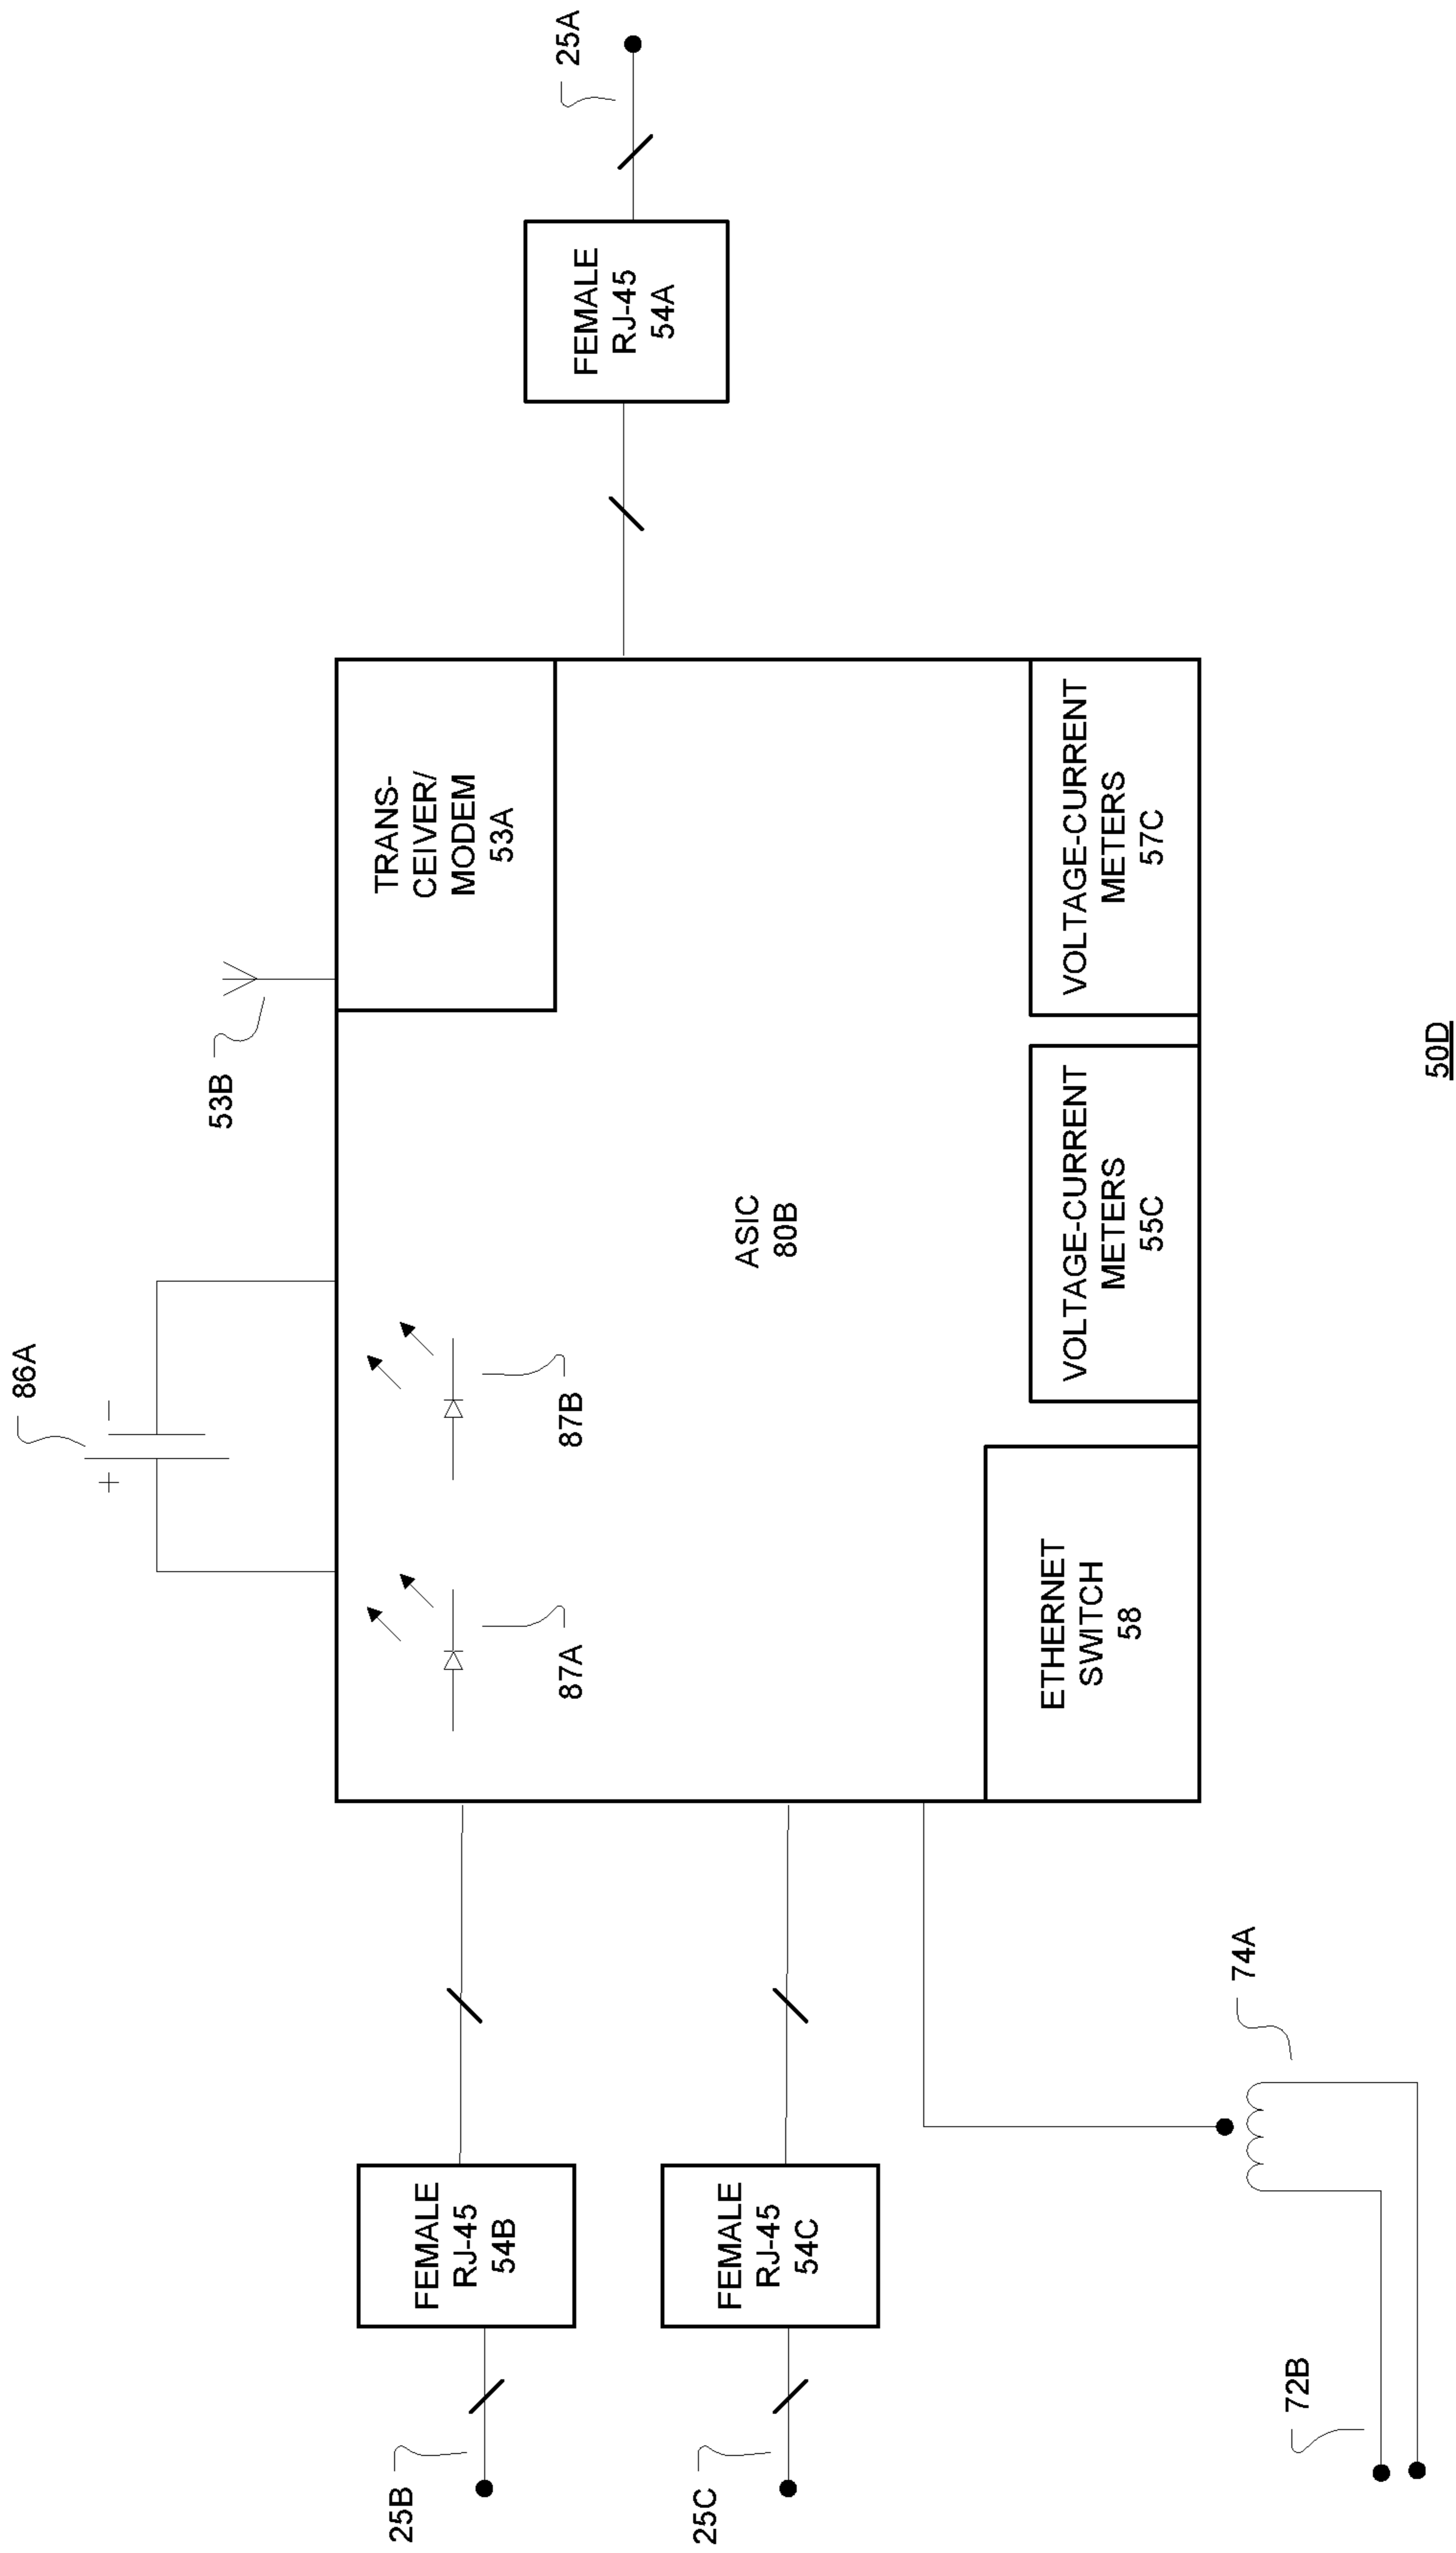 86A
+
−
53B
TRANS-
CEIVER/
MODEM
53A
25B
FEMALE
RJ-45
54B
87A
87B
FEMALE
RJ-45
54A
25A
25C
FEMALE
RJ-45
54C
ASIC
80B
ETHERNET
SWITCH
58
VOLTAGE-CURRENT
METERS
55C
VOLTAGE-CURRENT
METERS
57C
74A
72B
50D